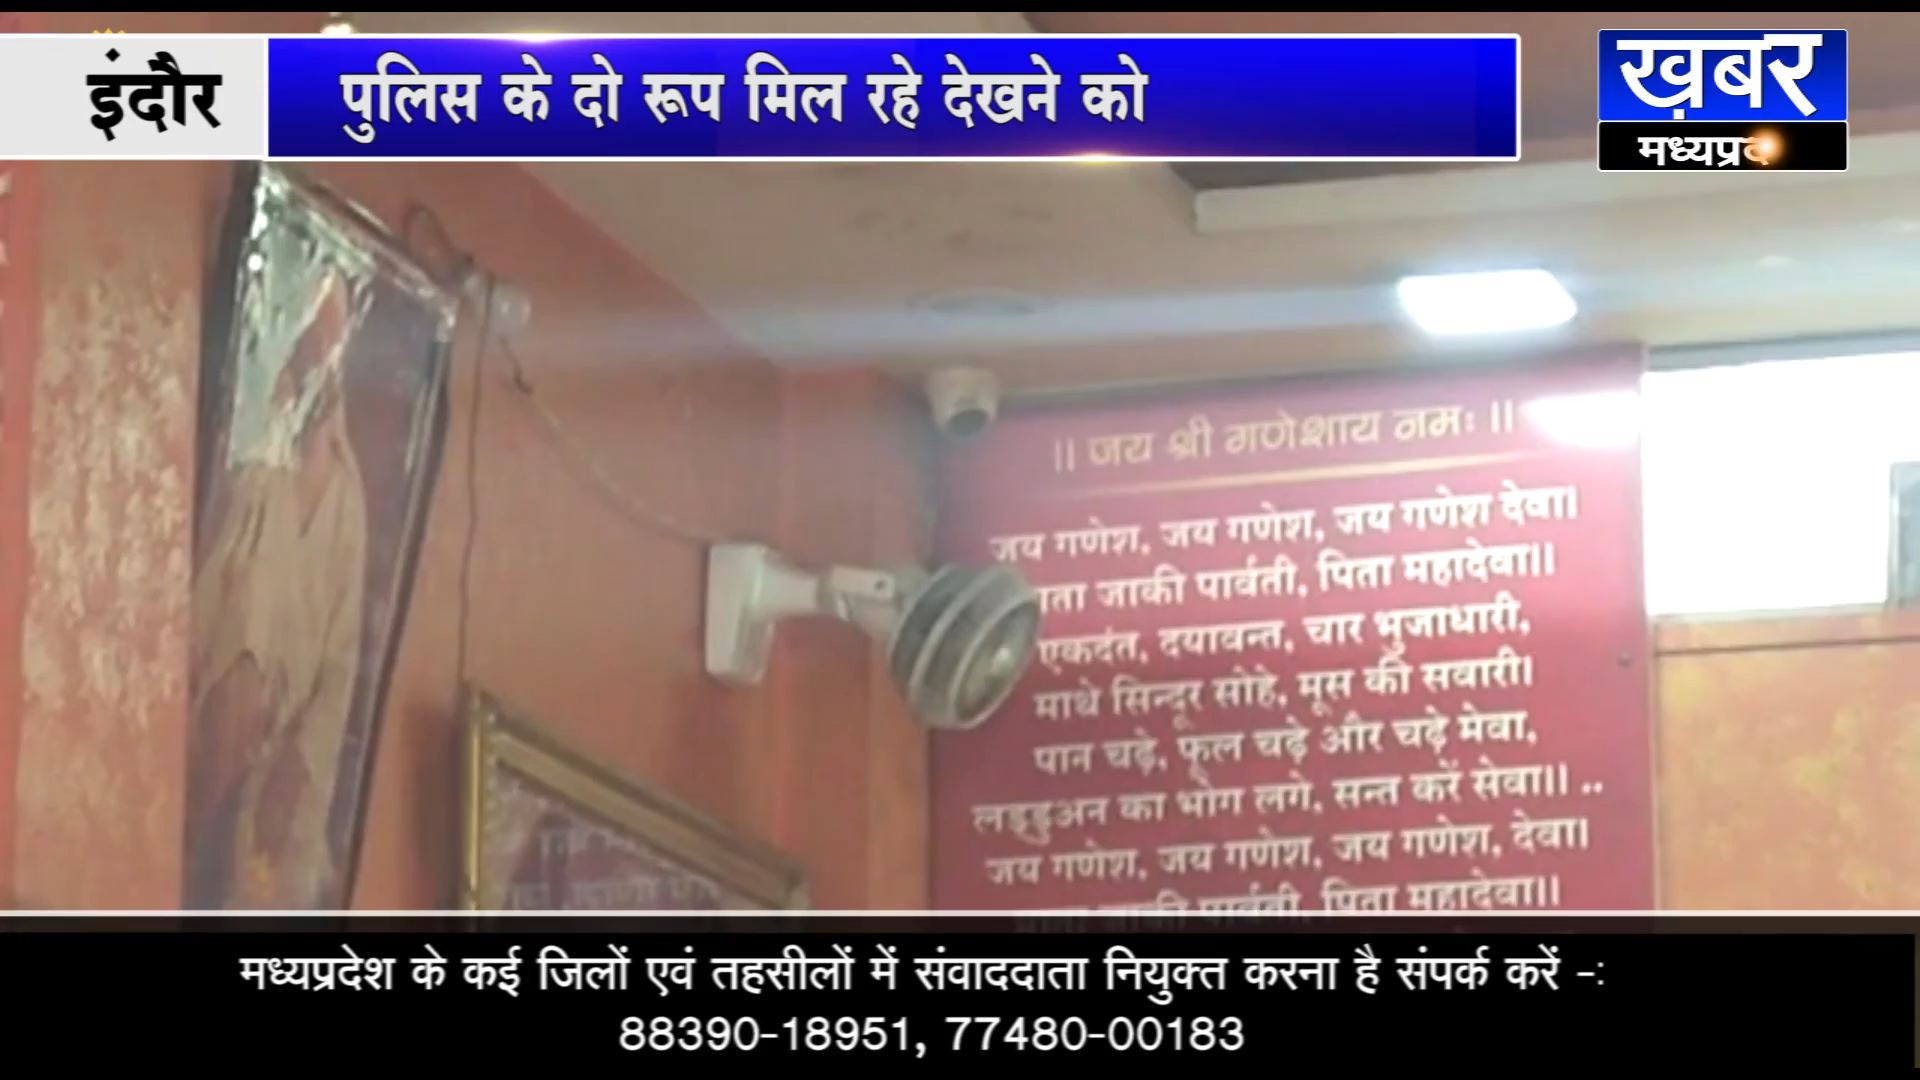 इंदौर
पुलिस के दो रूप मिल रहे देखने को
ख़बर
मध्यप्रद
।। जय श्री गणेशाय नमः ।।
जय गणेश, जय गणेश, जय गणेश देवा।
ता जाकी पार्वती, पिता महादेवा।।
एकदंत, दयावन्त, चार भुजाधारी,
माथे सिन्दूर सोहे, मूस की सवारी।
पान चढ़े, फूल चढ़े और चढ़े मेवा,
लड्डुअन का भोग लगे, सन्त करें सेवा।। ..
जय गणेश, जय गणेश, जय गणेश, देवा।
माता जाकी पार्वती, पिता महादेवा।।
मध्यप्रदेश के कई जिलों एवं तहसीलों में संवाददाता नियुक्त करना है संपर्क करें -:
88390-18951, 77480-00183